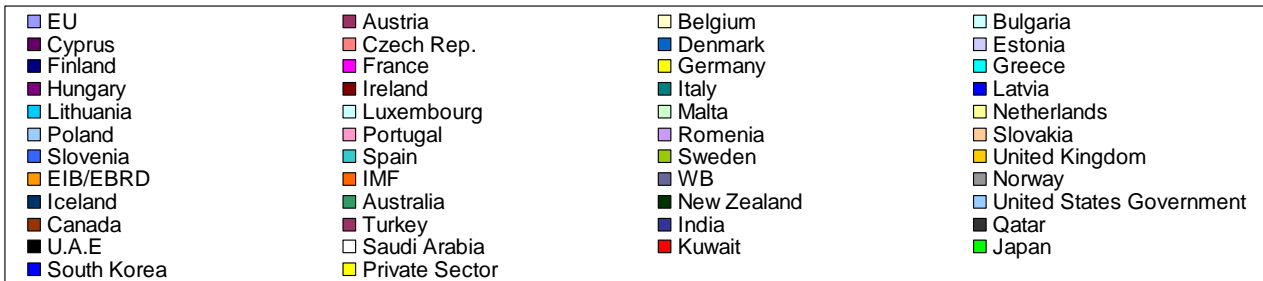 EU Austria Belgium Bulgaria
Cyprus Czech Rep. Denmark Estonia
Finland France Germany Greece
Hungary Ireland Italy Latvia
Lithuania Luxembourg Malta Netherlands
Poland Portugal Romenia Slovakia
Slovenia Spain Sweden United Kingdom
EIB/EBRD IMF WB Norway
Iceland Australia New Zealand United States Government
Canada Turkey India Qatar
U.A.E Saudi Arabia Kuwait Japan
South Korea Private Sector